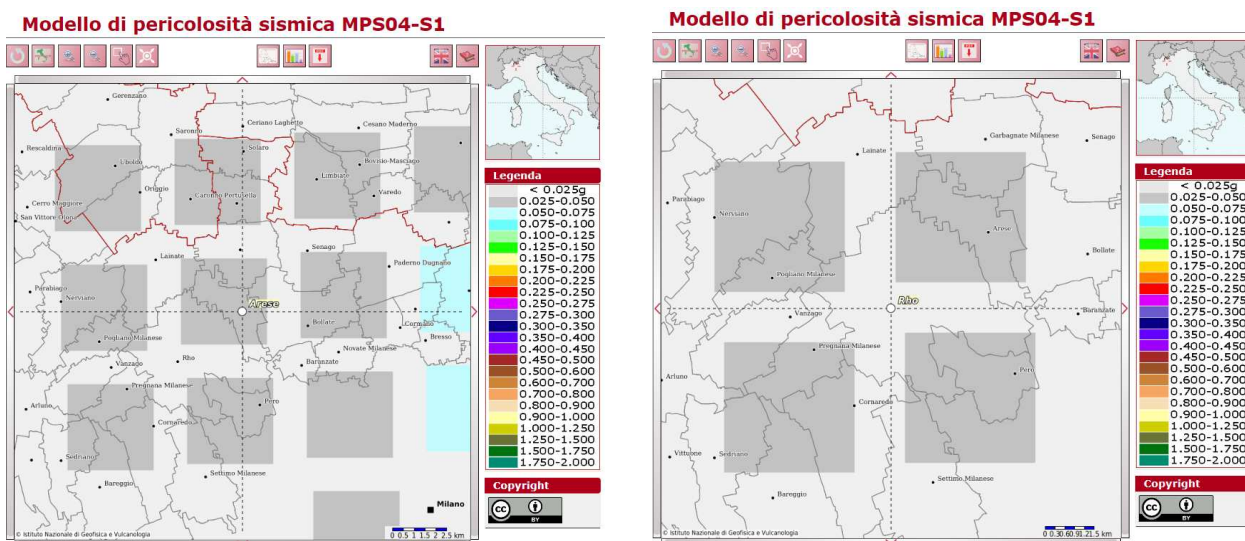 Modello di pericolosità sismica MPS04-S1
Gerenzano
Ceriano Laghetto
Cesano Maderno
Saronno
Rescaldina
Solaro
Uboldo
Bovisio-Masciago
Limbiate
Origgio
Caronno Pertusella
Varedo
Cerro Maggiore
San Vittore Olona
Senago
Lainate
Paderno Dugnano
Parabiago
Nerviano
Arese
Bollate
Cormano
Pogliano Milanese
Bresso
Novate Milanese
Rho
Vanzago
Baranzate
Pregnana Milanese
Arluno
Pero
Cornaredo
Sedriano
Settimo Milanese
Bareggio
Milano
0 0.5 1 1.5 2 2.5 km
© Istituto Nazionale di Geofisica e Vulcanologia
Legenda
< 0.025g
0.025-0.050
0.050-0.075
0.075-0.100
0.100-0.125
0.125-0.150
0.150-0.175
0.175-0.200
0.200-0.225
0.225-0.250
0.250-0.275
0.275-0.300
0.300-0.350
0.350-0.400
0.400-0.450
0.450-0.500
0.500-0.600
0.600-0.700
0.700-0.800
0.800-0.900
0.900-1.000
1.000-1.250
1.250-1.500
1.500-1.750
1.750-2.000
Copyright
cc
BY
Modello di pericolosità sismica MPS04-S1
Garbagnate Milanese
Senago
Lainate
Parabiago
Nerviano
Arese
Bollate
Pogliano Milanese
Rho
Vanzago
Baranzate
Pregnana Milanese
Arluno
Pero
Cornaredo
Vittuone
Sedriano
Settimo Milanese
Bareggio
0 0.30.60.91.21.5 km
© Istituto Nazionale di Geofisica e Vulcanologia
Legenda
< 0.025g
0.025-0.050
0.050-0.075
0.075-0.100
0.100-0.125
0.125-0.150
0.150-0.175
0.175-0.200
0.200-0.225
0.225-0.250
0.250-0.275
0.275-0.300
0.300-0.350
0.350-0.400
0.400-0.450
0.450-0.500
0.500-0.600
0.600-0.700
0.700-0.800
0.800-0.900
0.900-1.000
1.000-1.250
1.250-1.500
1.500-1.750
1.750-2.000
Copyright
cc
BY